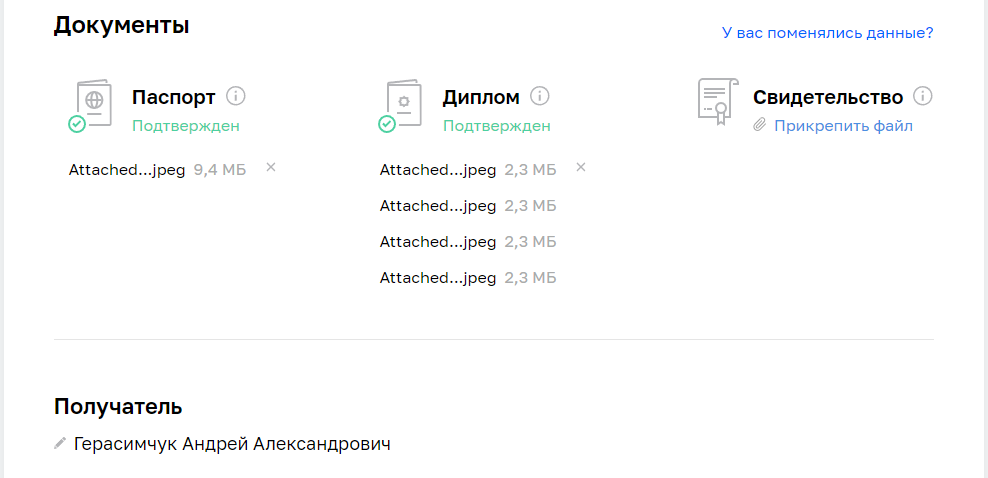 Документы
У вас поменялись данные?
Паспорт
Диплом
Свидетельство
Подтвержден
Подтвержден
Прикрепить файл
Attached...jpeg 9,4 МБ
Attached...jpeg 2,3 МБ
Attached...jpeg 2,3 МБ
Attached...jpeg 2,3 МБ
Attached...jpeg 2,3 МБ
Получатель
Герасимчук Андрей Александрович